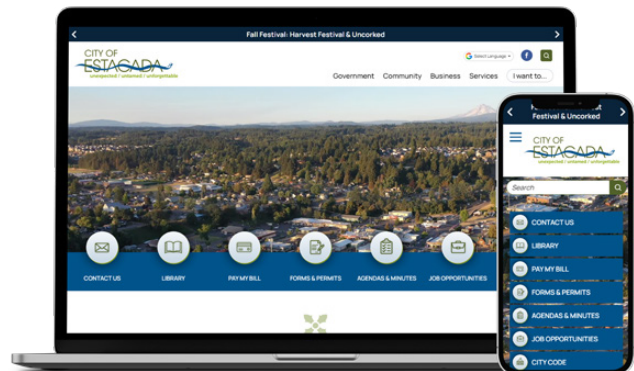 Fall Festival: Harvest Festival & Uncorked
CITY OF
ESTACADA
unexpected / untamed / unforgettable
Select Language
Government Community Business Services I want to...
CONTACT US LIBRARY PAY MY BILL FORMS & PERMITS AGENDAS & MINUTES JOB OPPORTUNITIES
Festival & Uncorked
CITY OF
ESTACADA
unexpected / untamed / unforgettable
Search
CONTACT US
LIBRARY
PAY MY BILL
FORMS & PERMITS
AGENDAS & MINUTES
JOB OPPORTUNITIES
CITY CODE